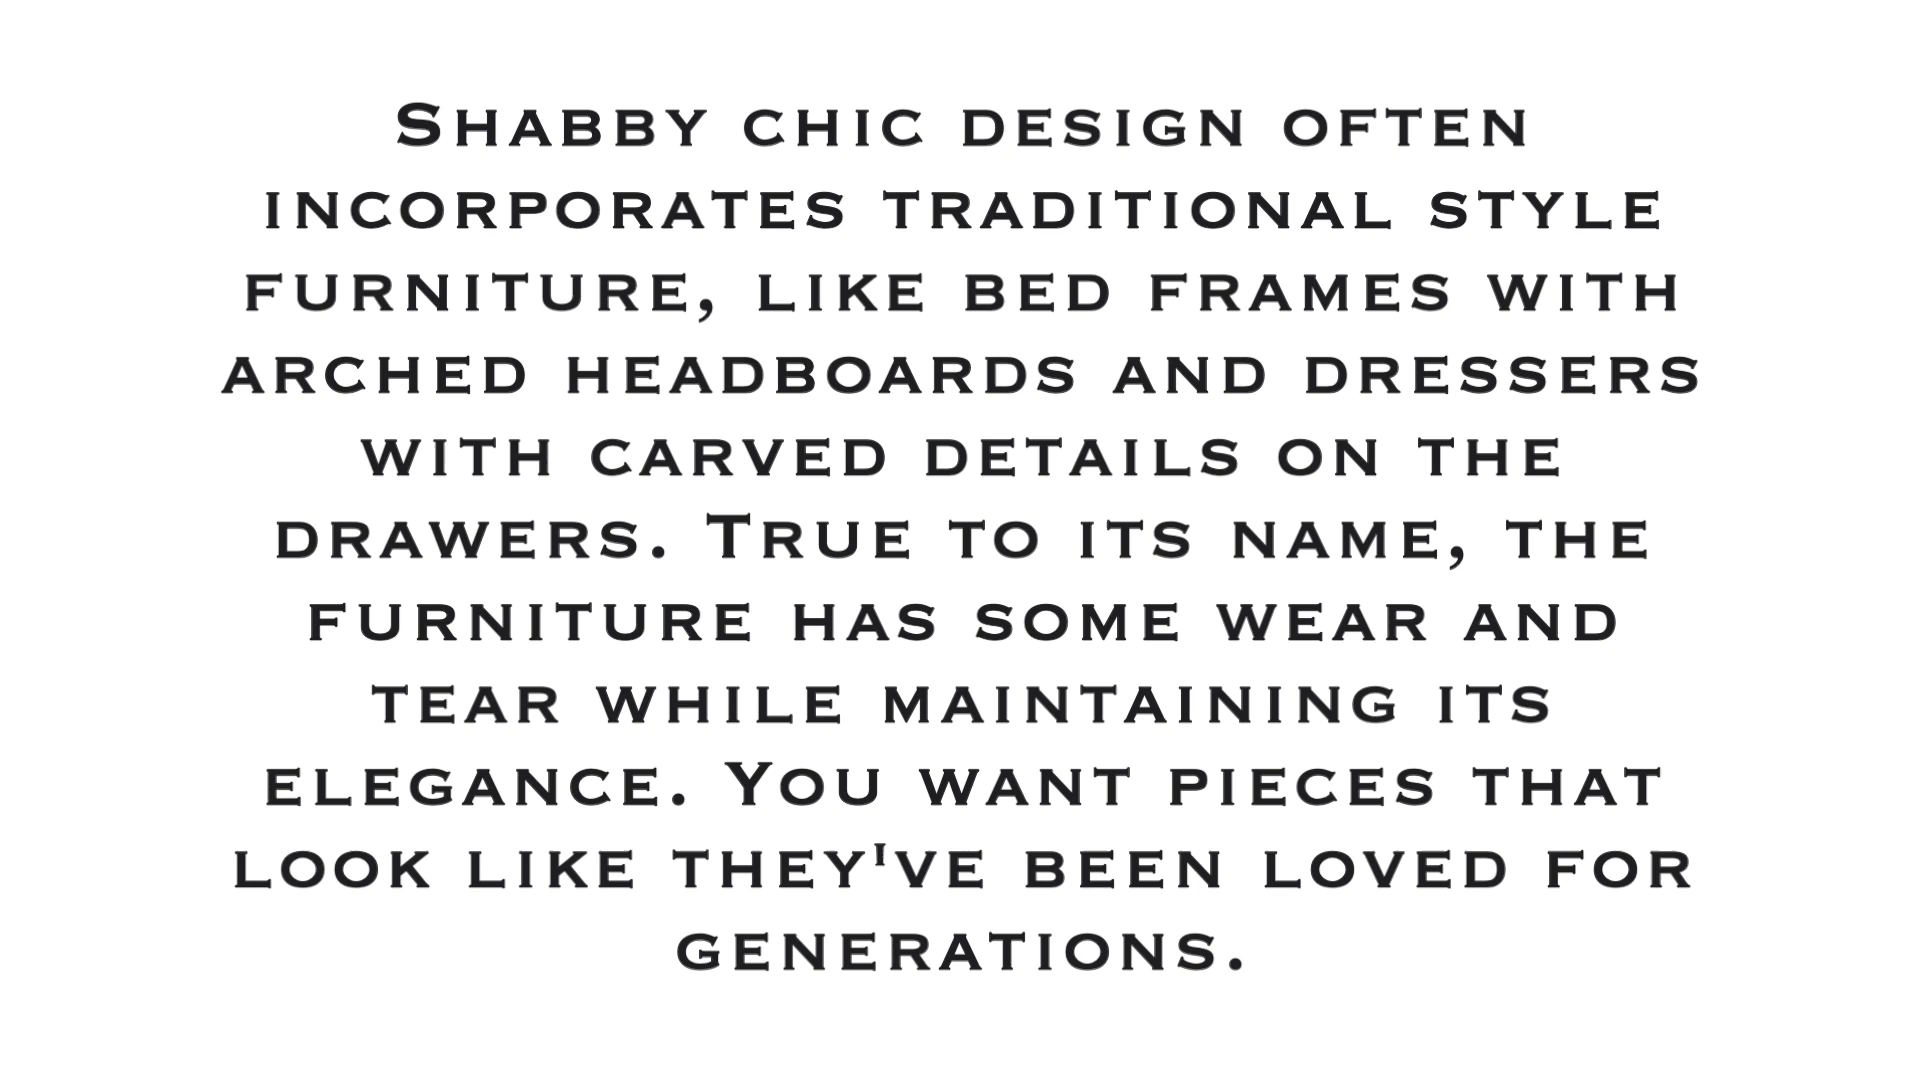 Shabby chic design often
incorporates traditional style
furniture, like bed frames with
arched headboards and dressers
with carved details on the
drawers. True to its name, the
furniture has some wear and
tear while maintaining its
elegance. You want pieces that
look like they've been loved for
generations.